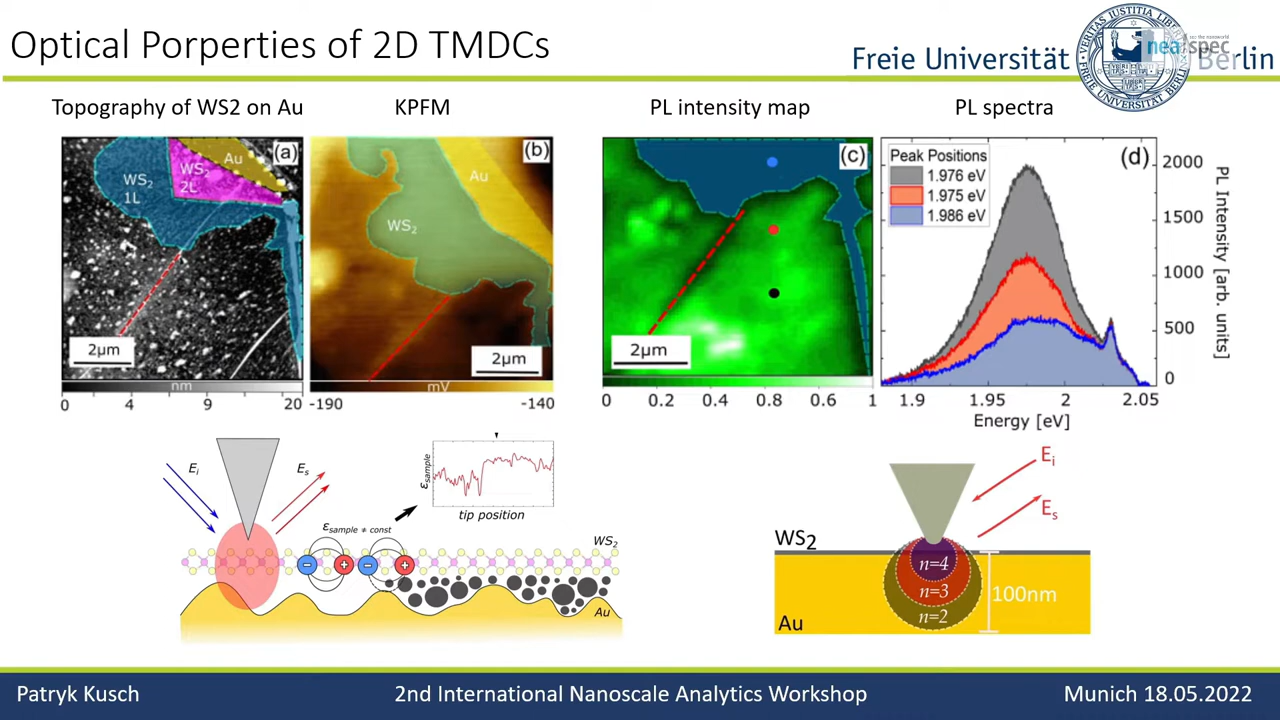 Optical Porperties of 2D TMDCs
Freie Universität Berlin
neaspec
Topography of WS2 on Au
KPFM
PL intensity map
PL spectra
(a)
WS2 1L
WS2 2L
Au
2µm
nm
0 4 9 20
(b)
Au
WS2
2µm
mV
-190 -140
(c)
2µm
0 0.2 0.4 0.8 0.6 1
(d)
Peak Positions
1.976 eV
1.975 eV
1.986 eV
2000
1500
1000
500
0
PL Intensity [arb. units]
1.9 1.95 2 2.05
Energy [eV]
Ei
Es
εsample
tip position
εsample ≠ const
WS2
Au
- + - +
Ei
Es
WS2
n=4
n=3
n=2
100nm
Au
Patryk Kusch
2nd International Nanoscale Analytics Workshop
Munich 18.05.2022